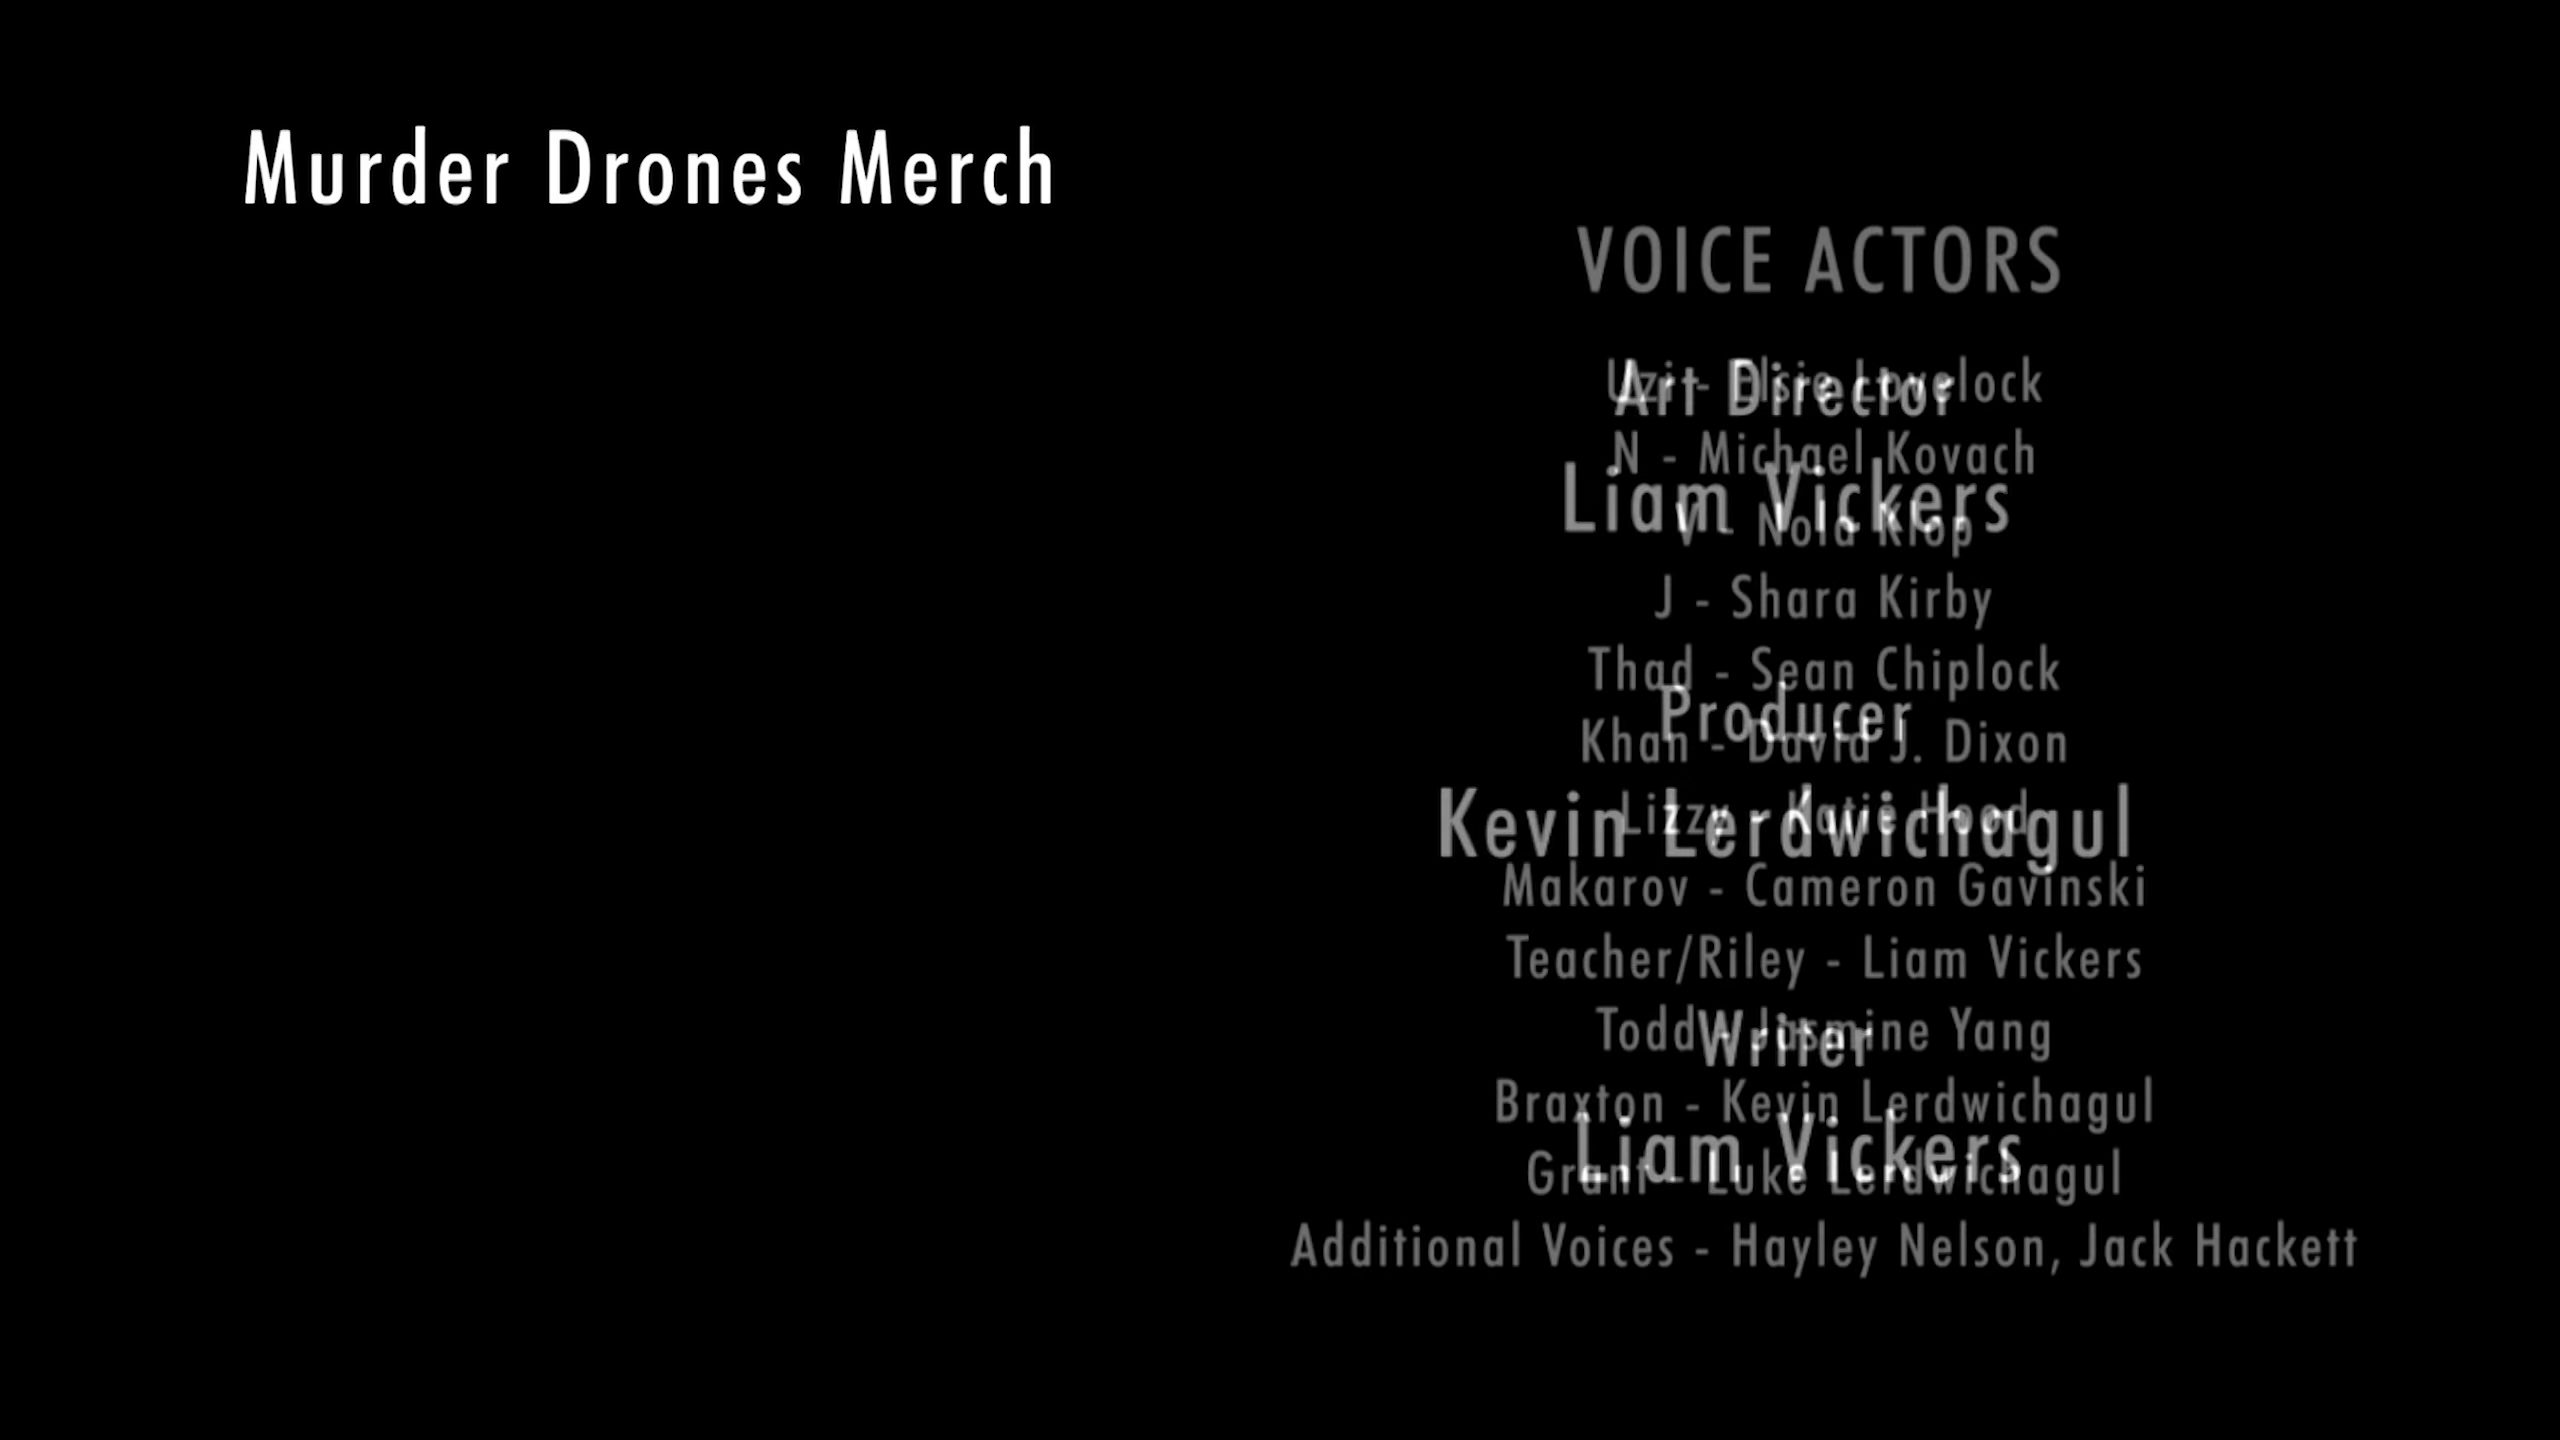 Murder Drones Merch
VOICE ACTORS
Uzi - Elsie Lovelock
N - Michael Kovach
V - Nola Klop
J - Shara Kirby
Thad - Sean Chiplock
Khan - David J. Dixon
Lizzy - Katie Hood
Makarov - Cameron Gavinski
Teacher/Riley - Liam Vickers
Todd - Jasmine Yang
Braxton - Kevin Lerdwichagul
Grant - Luke Lerdwichagul
Additional Voices - Hayley Nelson, Jack Hackett
Art Director
Liam Vickers
Producer
Kevin Lerdwichagul
Writer
Liam Vickers